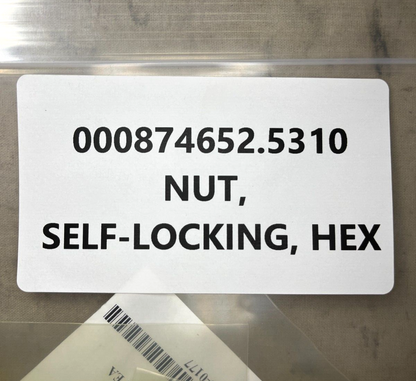 000874652.5310
NUT,
SELF-LOCKING, HEX